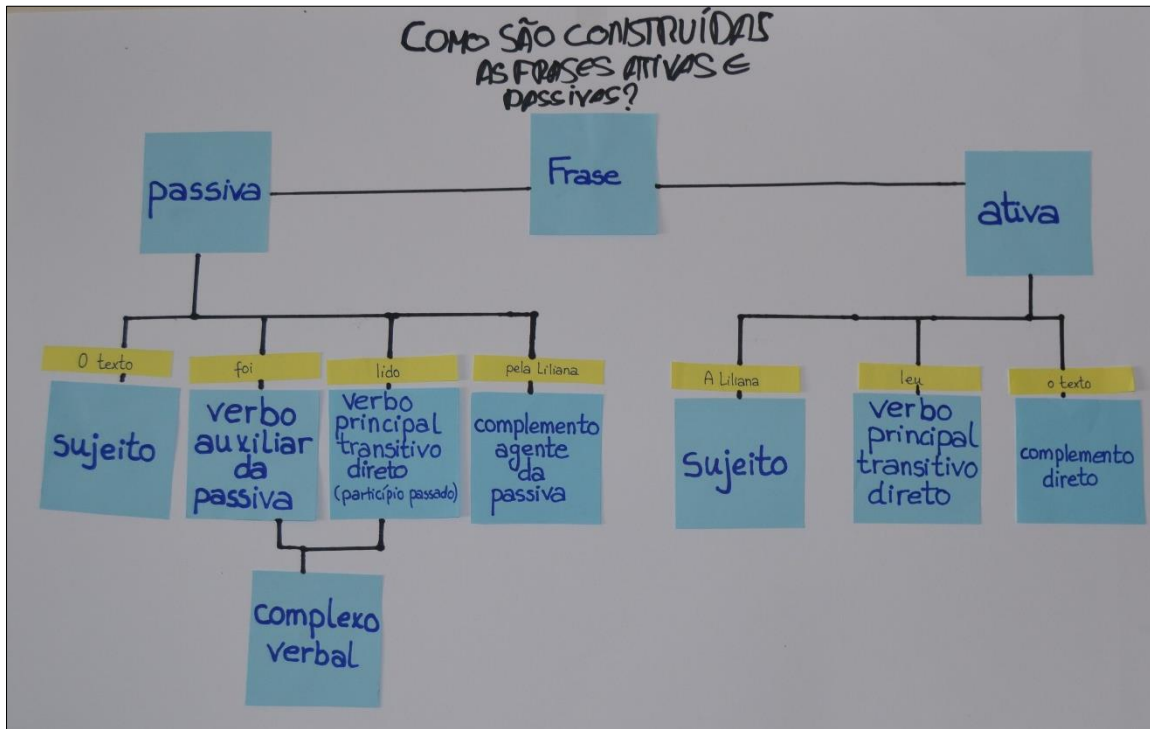 COMO SÃO CONSTRUÍDAS
AS FRASES ATIVAS E
PASSIVAS?
Frase
passiva
ativa
O texto
foi
lido
pela Liliana
sujeito
verbo
auxiliar
da
passiva
verbo
principal
transitivo
direto
(particípio passado)
complemento
agente
da
passiva
complexo
verbal
A Liliana
leu
o texto
sujeito
verbo
principal
transitivo
direto
complemento
direto